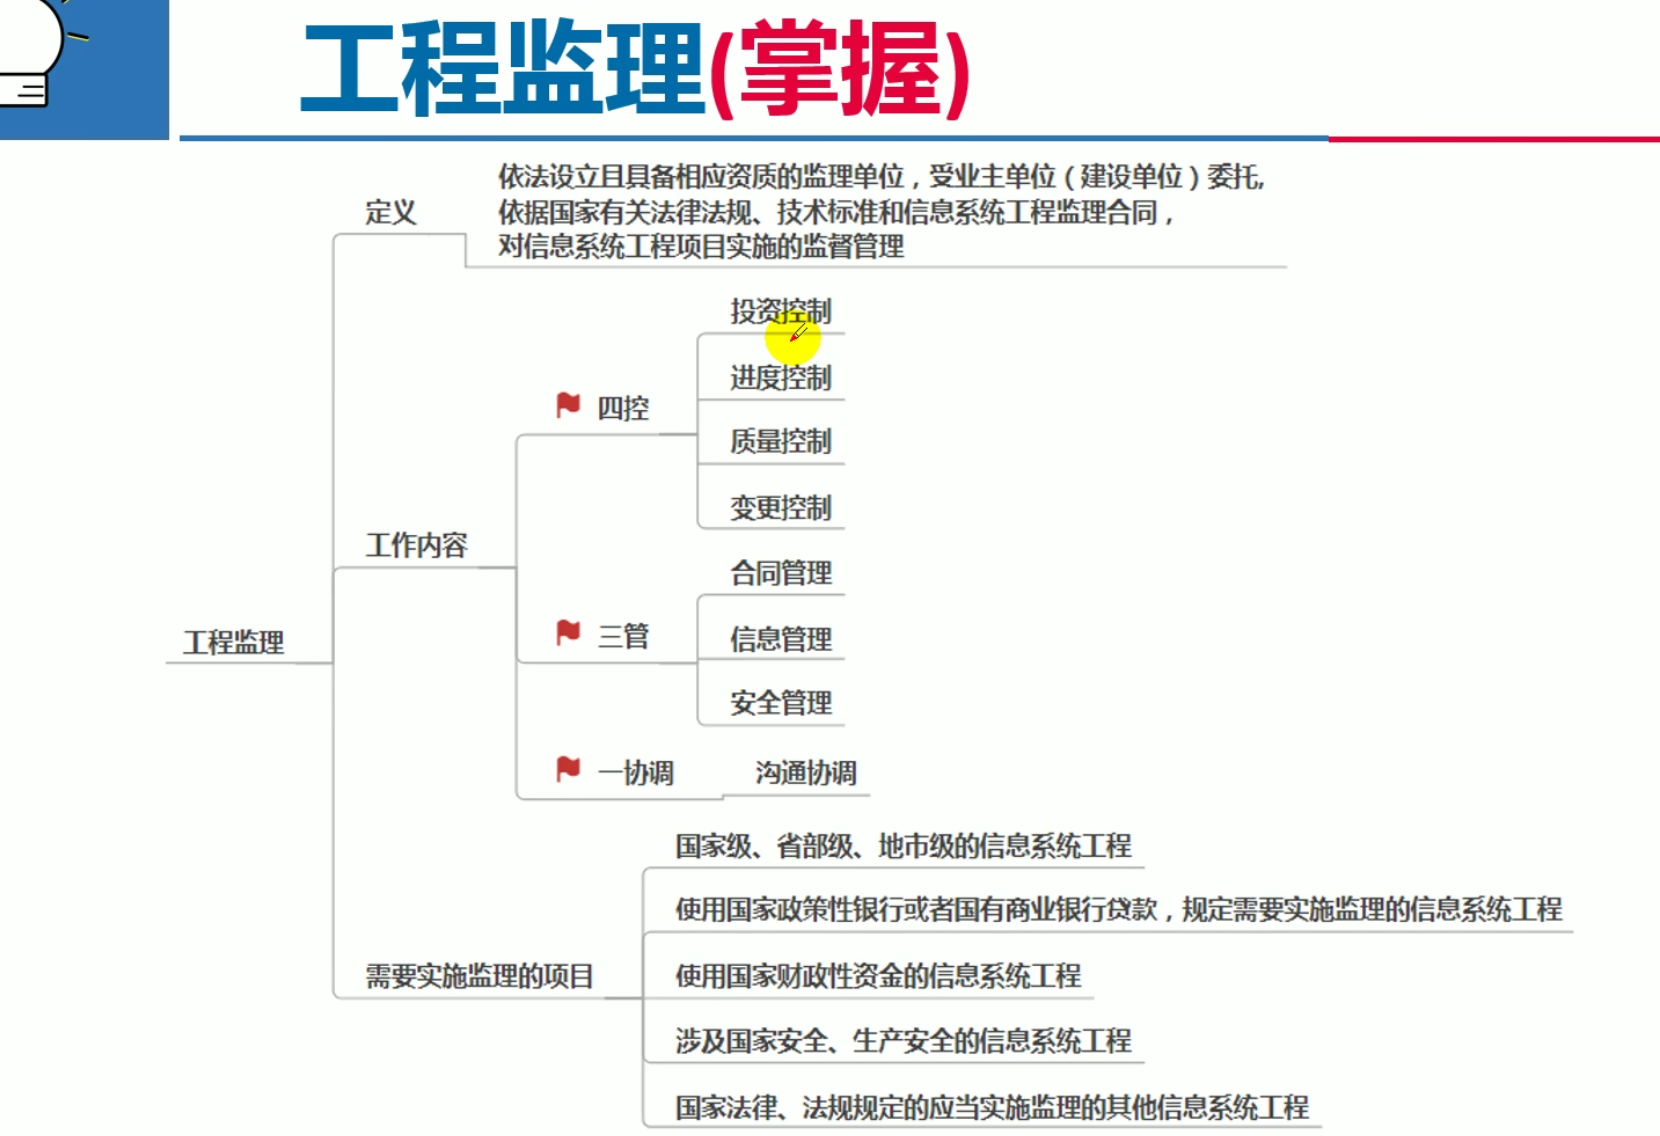 工程监理(掌握)
定义
依法设立且具备相应资质的监理单位，受业主单位（建设单位）委托,
依据国家有关法律法规、技术标准和信息系统工程监理合同，
对信息系统工程项目实施的监督管理
投资控制
进度控制
四控
质量控制
变更控制
工作内容
合同管理
三管
信息管理
工程监理
安全管理
一协调
沟通协调
国家级、省部级、地市级的信息系统工程
使用国家政策性银行或者国有商业银行贷款，规定需要实施监理的信息系统工程
需要实施监理的项目
使用国家财政性资金的信息系统工程
涉及国家安全、生产安全的信息系统工程
国家法律、法规规定的应当实施监理的其他信息系统工程